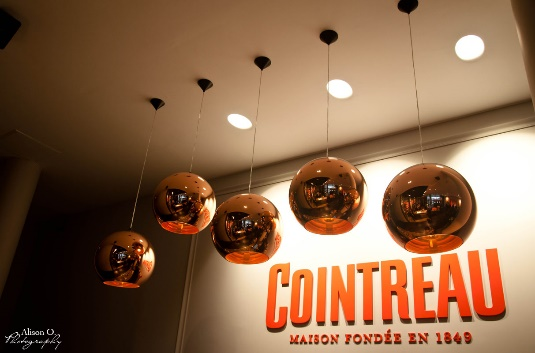 COINTREAU
MAISON FONDÉE EN 1849
Alison O.
Photography